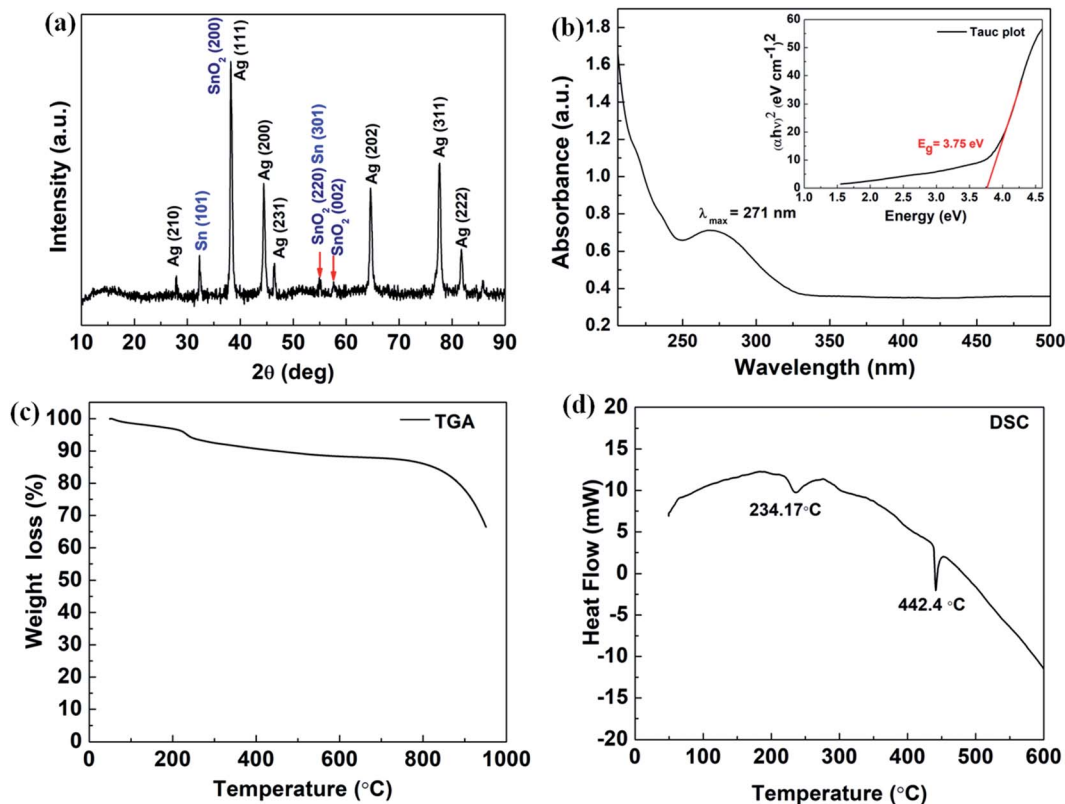 (a)
Intensity (a.u.)
Ag (210)
Sn (101)
SnO2 (200)
Ag (111)
Ag (200)
Ag (231)
SnO2 (220) Sn (301)
SnO2 (002)
Ag (202)
Ag (311)
Ag (222)
10 20 30 40 50 60 70 80 90
2θ (deg)
(b)
Absorbance (a.u.)
1.8
1.6
1.4
1.2
1.0
0.8
0.6
0.4
0.2
λmax = 271 nm
250 300 350 400 450 500
Wavelength (nm)
(αhν)2 (eV cm-1)2
60
50
40
30
20
10
0
Tauc plot
Eg= 3.75 eV
1.0 1.5 2.0 2.5 3.0 3.5 4.0 4.5
Energy (eV)
(c)
Weight loss (%)
100
90
80
70
60
50
40
30
20
10
0
TGA
0 200 400 600 800 1000
Temperature (°C)
(d)
Heat Flow (mW)
20
15
10
5
0
-5
-10
-15
-20
DSC
234.17°C
442.4 °C
0 100 200 300 400 500 600
Temperature (°C)